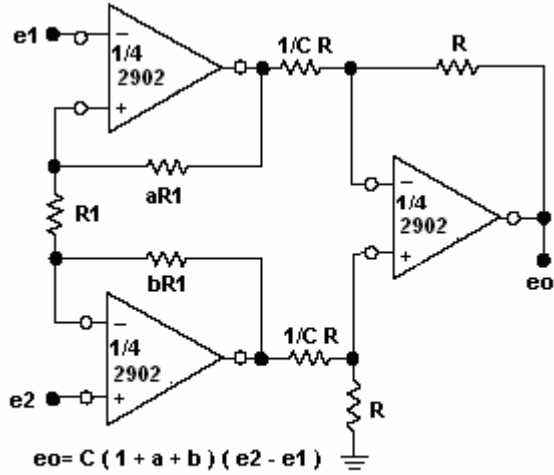 e1
−
1/4
2902
+
1/C R
R
aR1
R1
−
1/4
2902
+
eo
bR1
−
1/4
2902
+
e2
1/C R
R
eo= C ( 1 + a + b ) ( e2 - e1 )